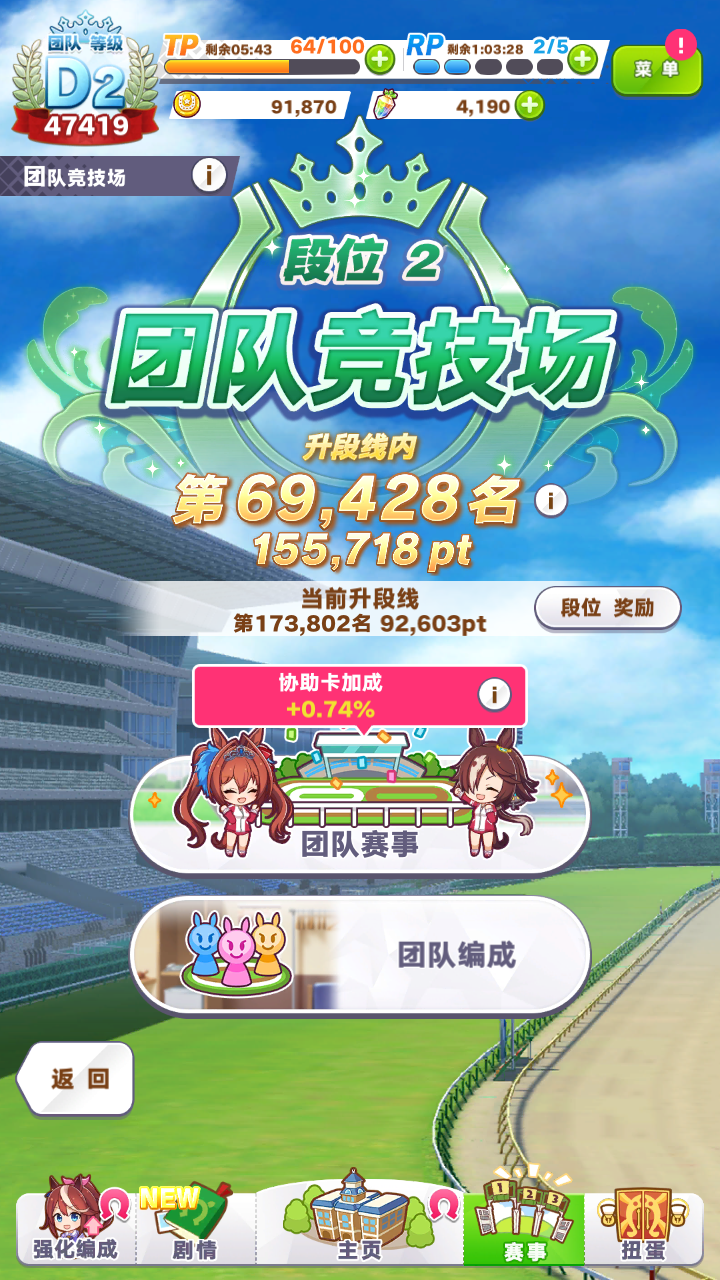 团队 等级
D2
47419
TP 剩余05:43 64/100
RP 剩余1:03:28 2/5
菜单
91,870
4,190
团队竞技场
段位 2
团队竞技场
升段线内
第69,428名
155,718 pt
当前升段线
第173,802名 92,603pt
段位 奖励
协助卡加成
+0.74%
团队赛事
团队编成
返回
强化编成
NEW
剧情
主页
1 2 3
赛事
扭蛋